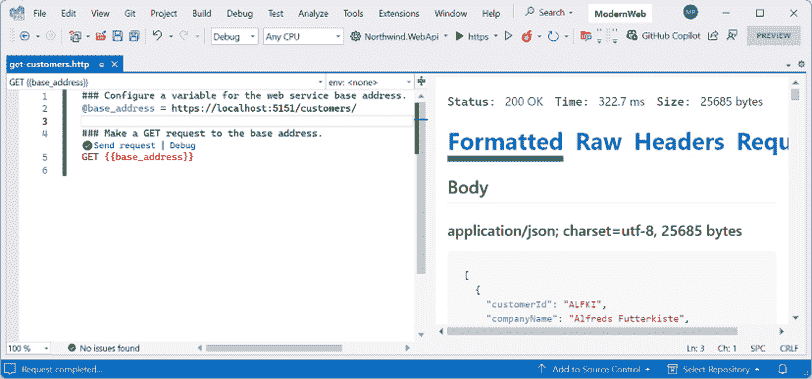 File Edit View Git Project Build Debug Test Analyze Tools Extensions Window Help Search ModernWeb MP
Debug Any CPU Northwind.WebApi https GitHub Copilot PREVIEW
get-customers.http
GET {{base_address}} env: <none>
1 ### Configure a variable for the web service base address.
2 @base_address = https://localhost:5151/customers/
3
4 ### Make a GET request to the base address.
Send request | Debug
5 GET {{base_address}}
6
Status: 200 OK Time: 322.7 ms Size: 25685 bytes
Formatted Raw Headers Requ
Body
application/json; charset=utf-8, 25685 bytes
[
{
"customerId": "ALFKI",
"companyName": "Alfreds Futterkiste",
100 % No issues found Ln: 3 Ch: 1 SPC CRLF
Request completed... Add to Source Control Select Repository